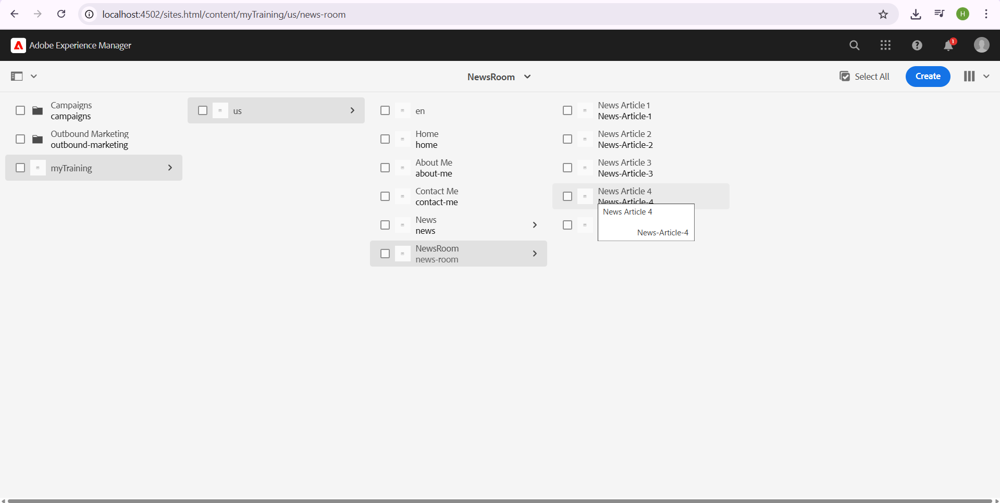 localhost:4502/sites.html/content/myTraining/us/news-room
H
Adobe Experience Manager
1
NewsRoom
Select All
Create
Campaigns
campaigns
Outbound Marketing
outbound-marketing
myTraining
us
en
Home
home
About Me
about-me
Contact Me
contact-me
News
news
NewsRoom
news-room
News Article 1
News-Article-1
News Article 2
News-Article-2
News Article 3
News-Article-3
News Article 4
News-Article-4
News Article 4
News-Article-4